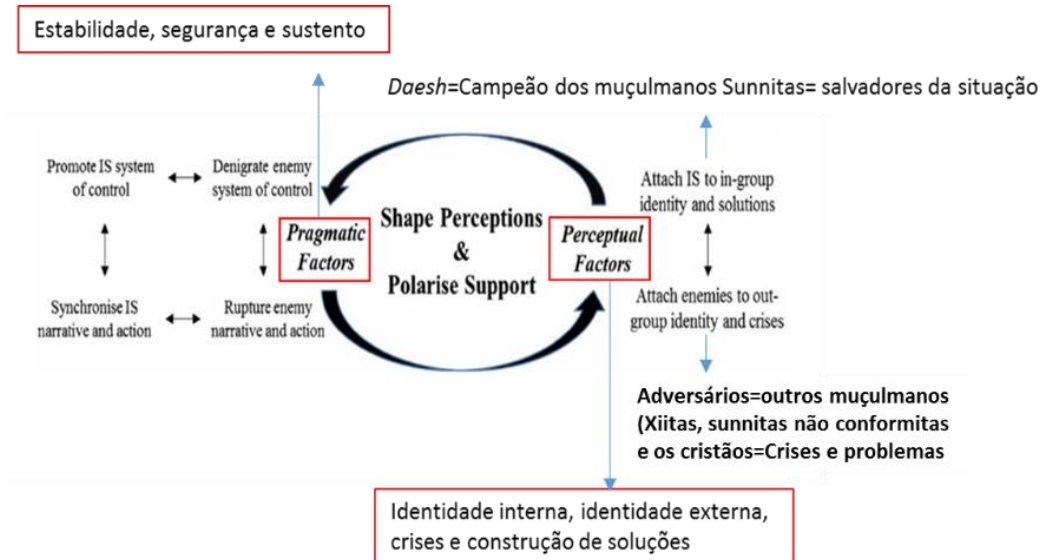 Estabilidade, segurança e sustento
Daesh=Campeão dos muçulmanos Sunnitas= salvadores da situação
Promote IS system
of control
Denigrate enemy
system of control
Synchronise IS
narrative and action
Rupture enemy
narrative and action
Pragmatic
Factors
Shape Perceptions
&
Polarise Support
Perceptual
Factors
Attach IS to in-group
identity and solutions
Attach enemies to out-
group identity and crises
Adversários=outros muçulmanos
(Xiitas, sunnitas não conformitas
e os cristãos=Crises e problemas
Identidade interna, identidade externa,
crises e construção de soluções